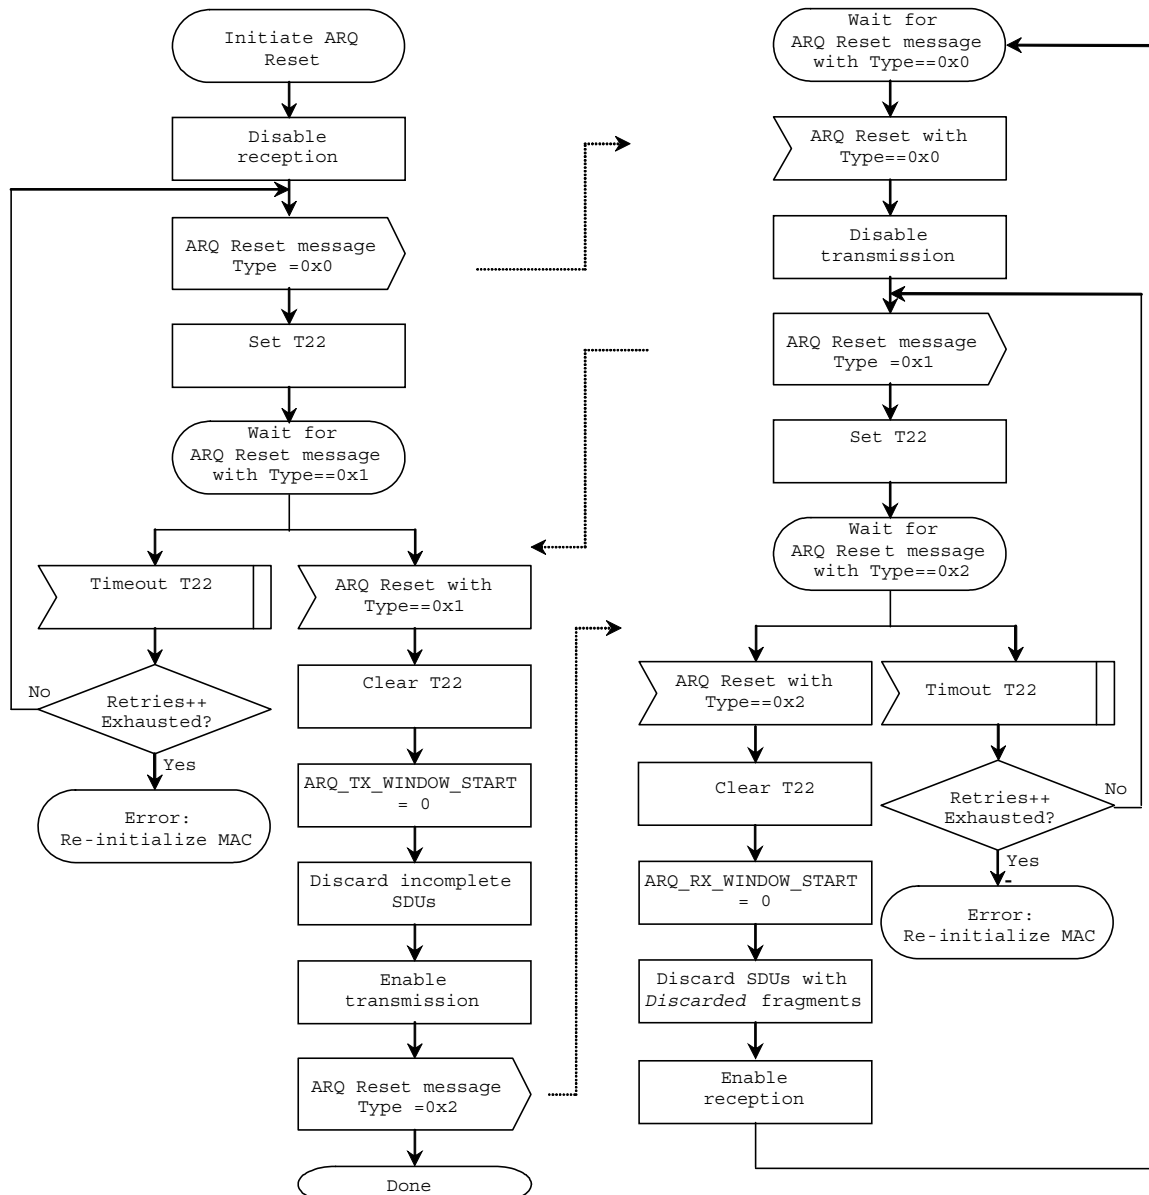 Initiate ARQ
Reset
Disable
reception
ARQ Reset message
Type =0x0
Set T22
Wait for
ARQ Reset message
with Type==0x1
Timeout T22
Retries++
Exhausted?
No
Yes
Error:
Re-initialize MAC
ARQ Reset with
Type==0x1
Clear T22
ARQ_TX_WINDOW_START
= 0
Discard incomplete
SDUs
Enable
transmission
ARQ Reset message
Type =0x2
Done
Wait for
ARQ Reset message
with Type==0x0
ARQ Reset with
Type==0x0
Disable
transmission
ARQ Reset message
Type =0x1
Set T22
Wait for
ARQ Reset message
with Type==0x2
ARQ Reset with
Type==0x2
Clear T22
ARQ_RX_WINDOW_START
= 0
Discard SDUs with
Discarded fragments
Enable
reception
Timout T22
Retries++
Exhausted?
No
Yes
Error:
Re-initialize MAC